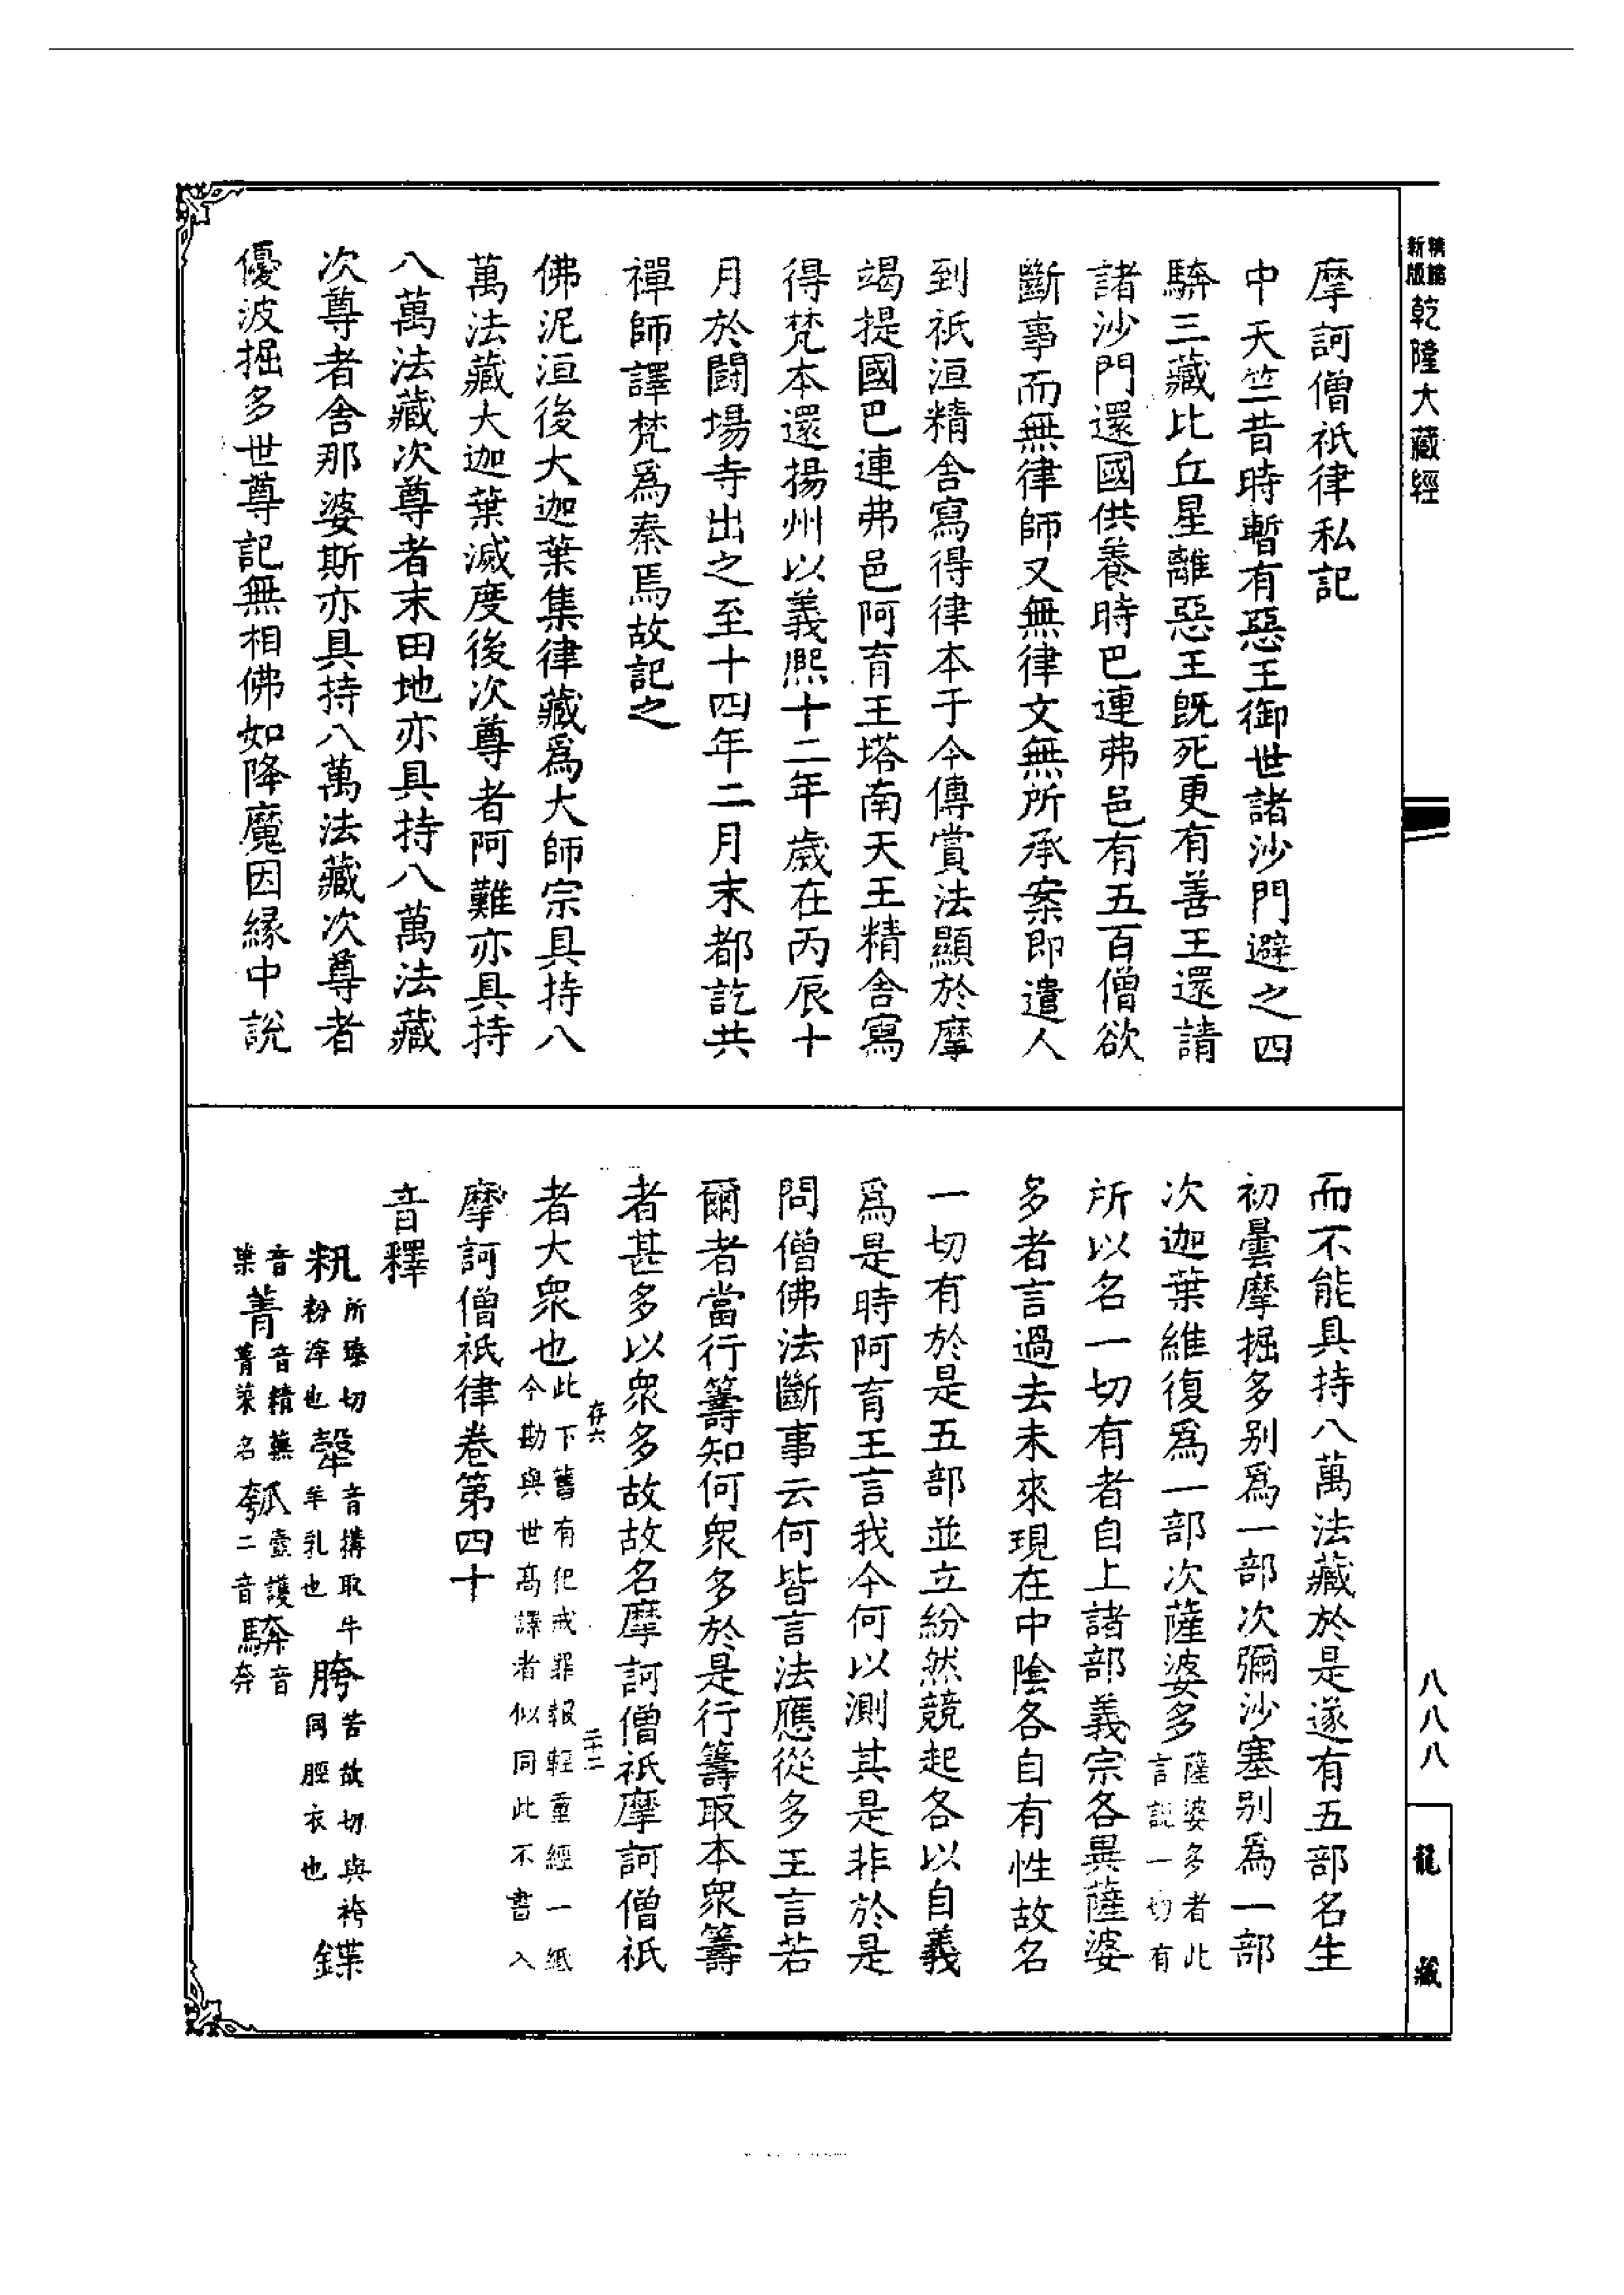 新版
精縮
乾隆大藏經
摩訶僧祇律私記
中天竺昔時暫有惡王御世諸沙門避之四
騎三藏比丘星離惡王旣死更有善王還請
諸沙門還國供養時巴連弗邑有五百僧欲
斷事而無律師又無律文無所承案即遣人
到祇洹精舍寫得律本于今傳賞法顯於摩
竭提國巴連弗邑阿育王塔南天王精舍寫
得梵本還揚州以義熙十二年歲在丙辰十
月於鬪場寺出之至十四年二月末都訖共
禪師譯梵爲秦焉故記之
佛泥洹後大迦葉集律藏爲大師宗具持八
萬法藏大迦葉滅度後次尊者阿難亦具持
八萬法藏次尊者末田地亦具持八萬法藏
次尊者舍那婆斯亦具持八萬法藏次尊者
優波掘多世尊記無相佛如降魔因緣中說
而不能具持八萬法藏於是遂有五部名生
初曇摩掘多别爲一部次彌沙塞别爲一部
次迦葉維復爲一部次薩婆多薩婆多者此言說一切有
所以名一切有者自上諸部義宗各異薩婆
多者言過去未來現在中陰各自有性故名
一切有於是五部並立紛然競起各以自義
爲是時阿育王言我今何以測其是非於是
問僧佛法斷事云何皆言法應從多王言若
爾者當行籌知何衆多於是行籌取本衆籌
者甚多以衆多故故名摩訶僧祇摩訶僧祇
者大衆也此下舊有犯戒罪報輕重經一紙今勘與世高譯者似同此不書入
存六
二十二
摩訶僧祇律卷第四十
音釋
籸所臻切粉滓也 㲉音搆取牛羊乳也 胯苦故切與袴同脛衣也 鍱
音葉 菁音精蕪菁菜名 瓠壺護二音 騎音奔
八八八
龍藏